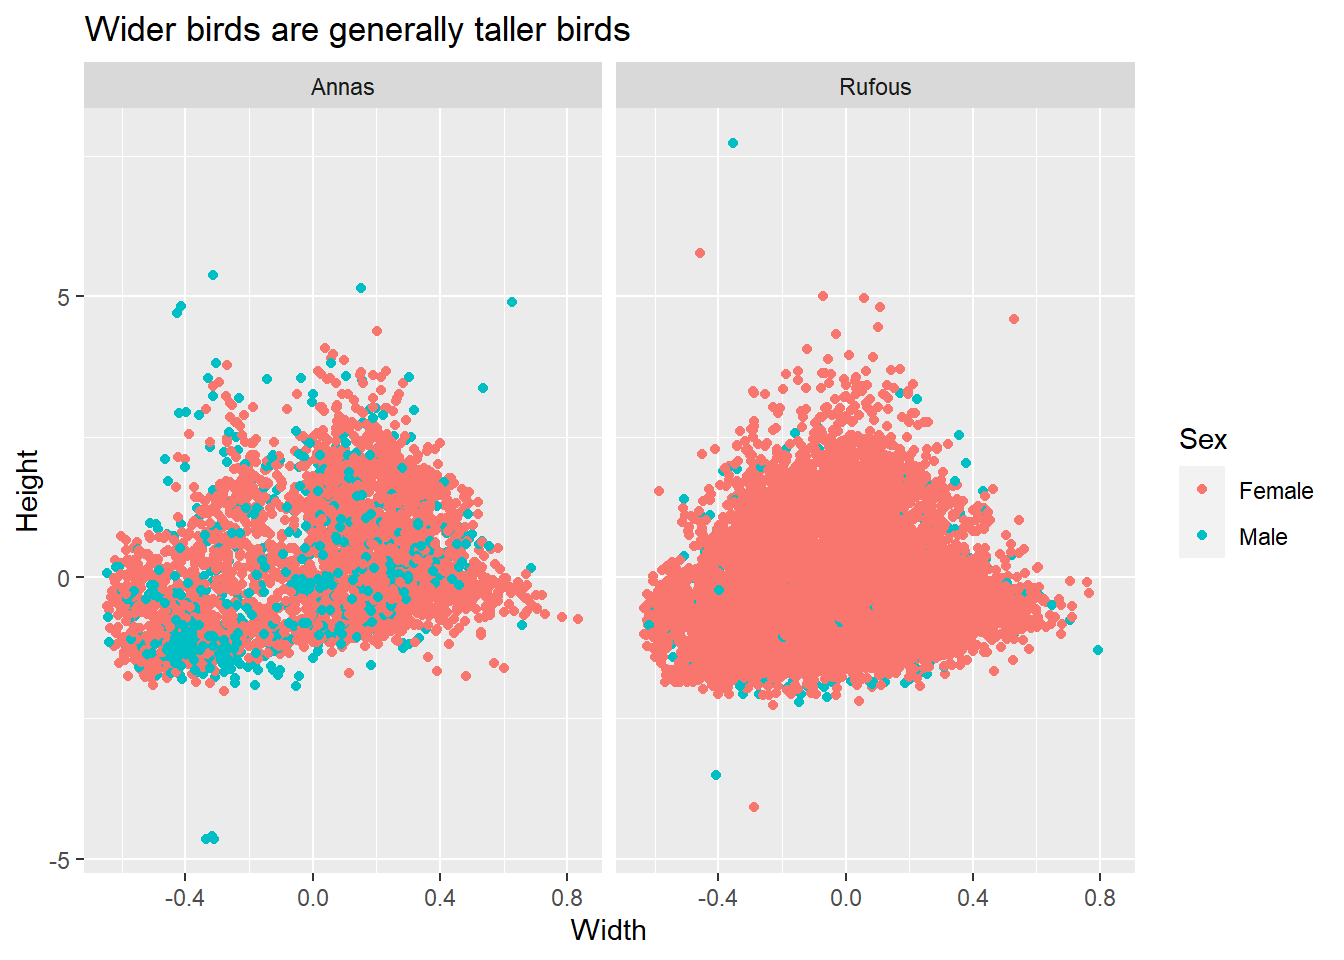 Wider birds are generally taller birds
Annas
Rufous
Height
5
0
-5
-0.4
0.0
0.4
0.8
-0.4
0.0
0.4
0.8
Width
Sex
Female
Male